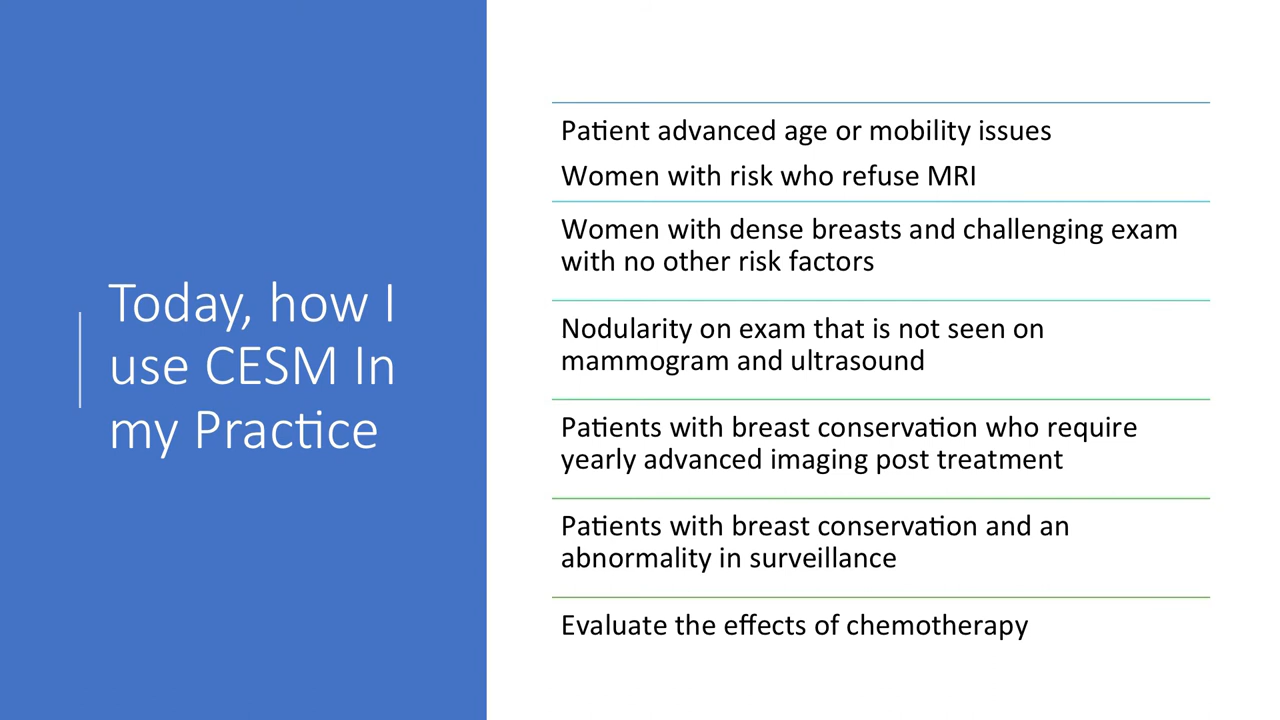 Today, how I
use CESM In
my Practice
Patient advanced age or mobility issues
Women with risk who refuse MRI
Women with dense breasts and challenging exam
with no other risk factors
Nodularity on exam that is not seen on
mammogram and ultrasound
Patients with breast conservation who require
yearly advanced imaging post treatment
Patients with breast conservation and an
abnormality in surveillance
Evaluate the effects of chemotherapy